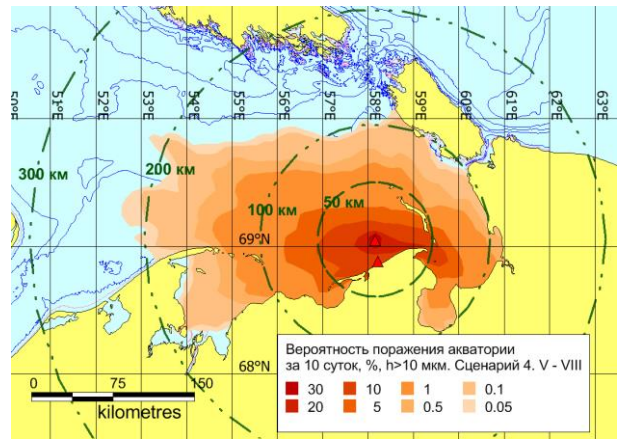 50°E 51°E 52°E 53°E 54°E 55°E 56°E 57°E 58°E 59°E 60°E 61°E 62°E 63°E
300 км
200 км
100 км
50 км
69°N
68°N
Вероятность поражения акватории
за 10 суток, %, h>10 мкм. Сценарий 4. V - VIII
30 10 1 0.1
20 5 0.5 0.05
0 75 150
kilometres